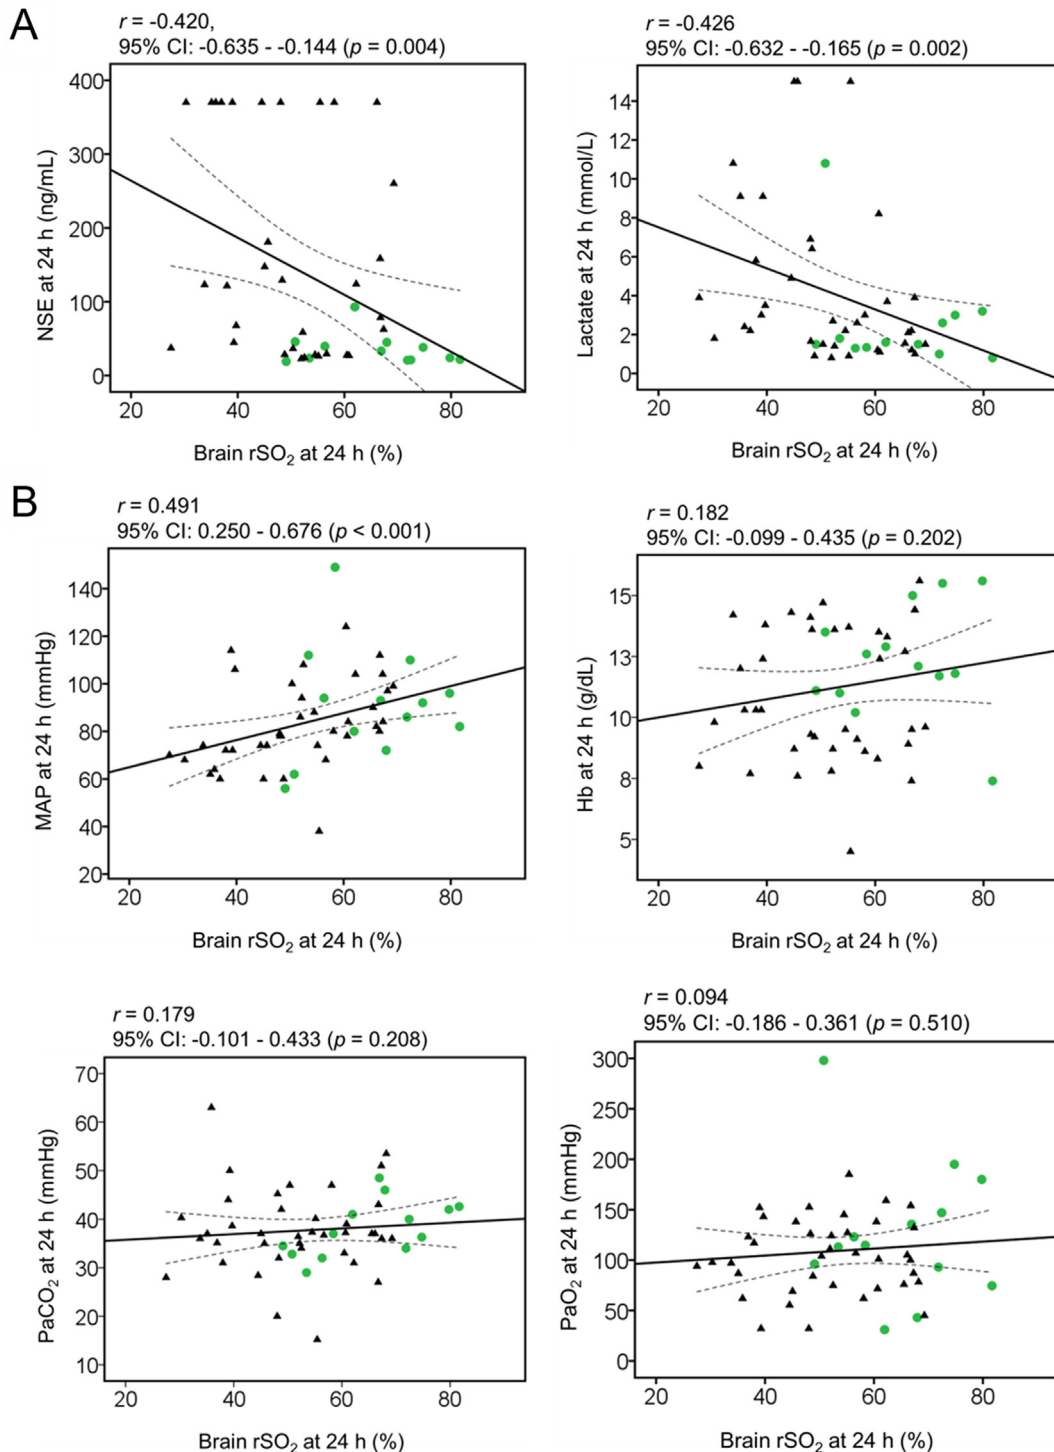 A
r = -0.420,
95% CI: -0.635 - -0.144 (p = 0.004)
400
300
200
100
0
NSE at 24 h (ng/mL)
20 40 60 80
Brain rSO₂ at 24 h (%)
r = -0.426
95% CI: -0.632 - -0.165 (p = 0.002)
14
12
10
8
6
4
2
0
Lactate at 24 h (mmol/L)
20 40 60 80
Brain rSO₂ at 24 h (%)
B
r = 0.491
95% CI: 0.250 - 0.676 (p < 0.001)
140
120
100
80
60
40
20
MAP at 24 h (mmHg)
20 40 60 80
Brain rSO₂ at 24 h (%)
r = 0.182
95% CI: -0.099 - 0.435 (p = 0.202)
15
13
10
8
5
Hb at 24 h (g/dL)
20 40 60 80
Brain rSO₂ at 24 h (%)
r = 0.179
95% CI: -0.101 - 0.433 (p = 0.208)
70
60
50
40
30
20
10
PaCO₂ at 24 h (mmHg)
20 40 60 80
Brain rSO₂ at 24 h (%)
r = 0.094
95% CI: -0.186 - 0.361 (p = 0.510)
300
250
200
150
100
50
0
PaO₂ at 24 h (mmHg)
20 40 60 80
Brain rSO₂ at 24 h (%)